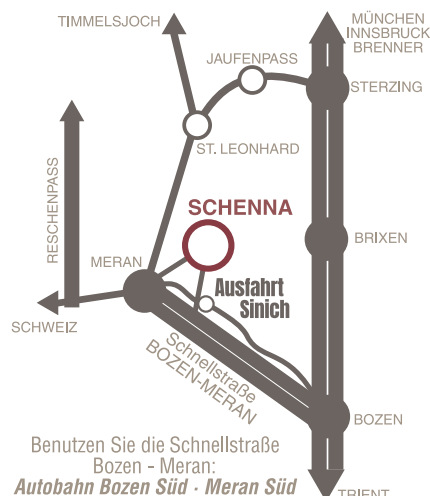 TIMMELSJOCH
MÜNCHEN
INNSBRUCK
BRENNER
JAUFENPASS
STERZING
ST. LEONHARD
RESCHENPASS
SCHENNA
BRIXEN
MERAN
Ausfahrt
Sinich
SCHWEIZ
Schnellstraße
BOZEN-MERAN
BOZEN
Benutzen Sie die Schnellstraße
Bozen - Meran:
Autobahn Bozen Süd · Meran Süd
TRIENT